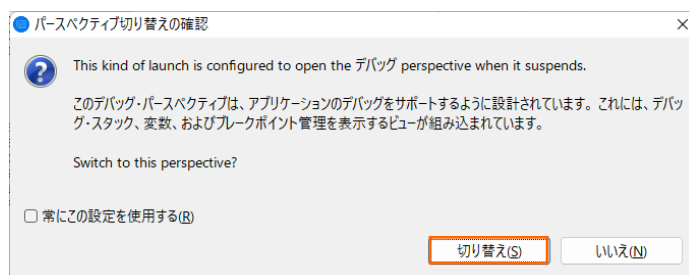 パースペクティブ切り替えの確認
This kind of launch is configured to open the デバッグ perspective when it suspends.
このデバッグ・パースペクティブは、アプリケーションのデバッグをサポートするように設計されています。これには、デバッ
グ・スタック、変数、およびブレークポイント管理を表示するビューが組み込まれています。
Switch to this perspective?
常にこの設定を使用する(R)
切り替え(S) いいえ(N)